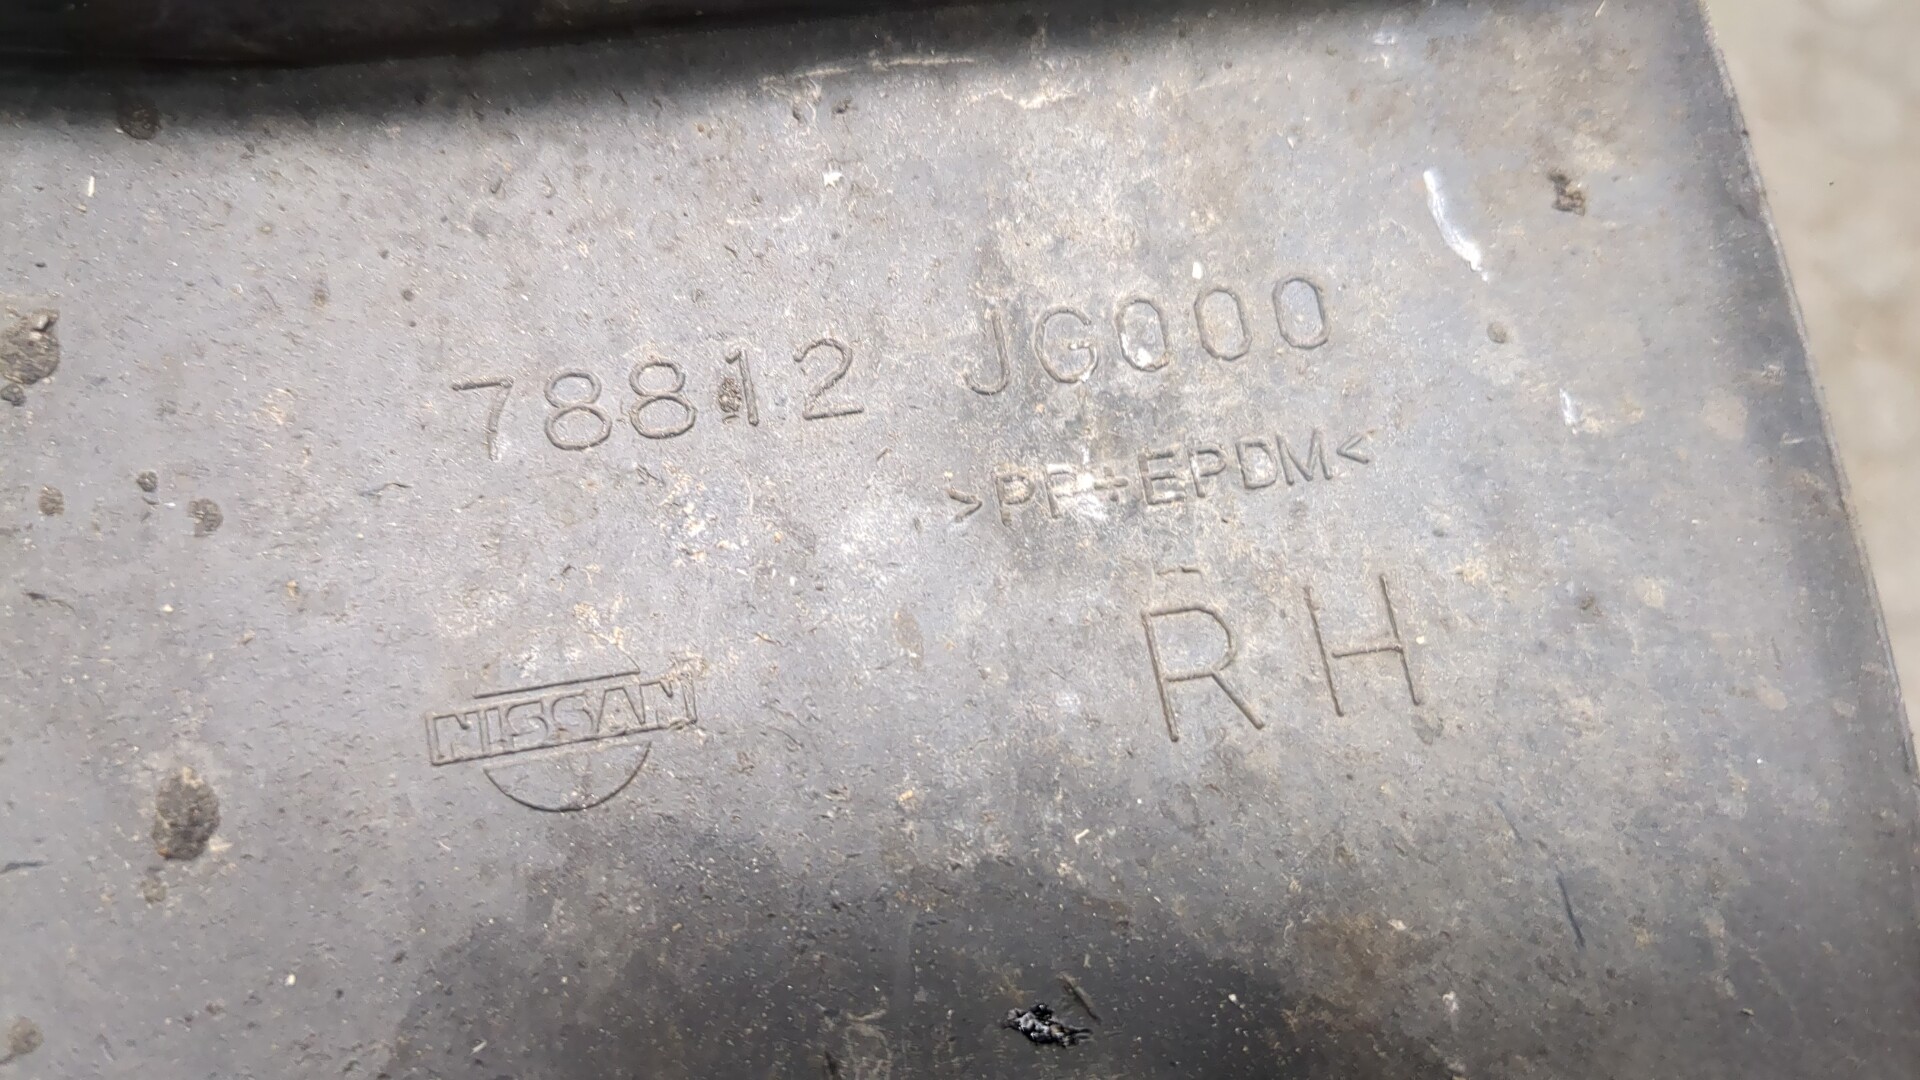 78812 JG000
>PP+EPDM<
RH
NISSAN